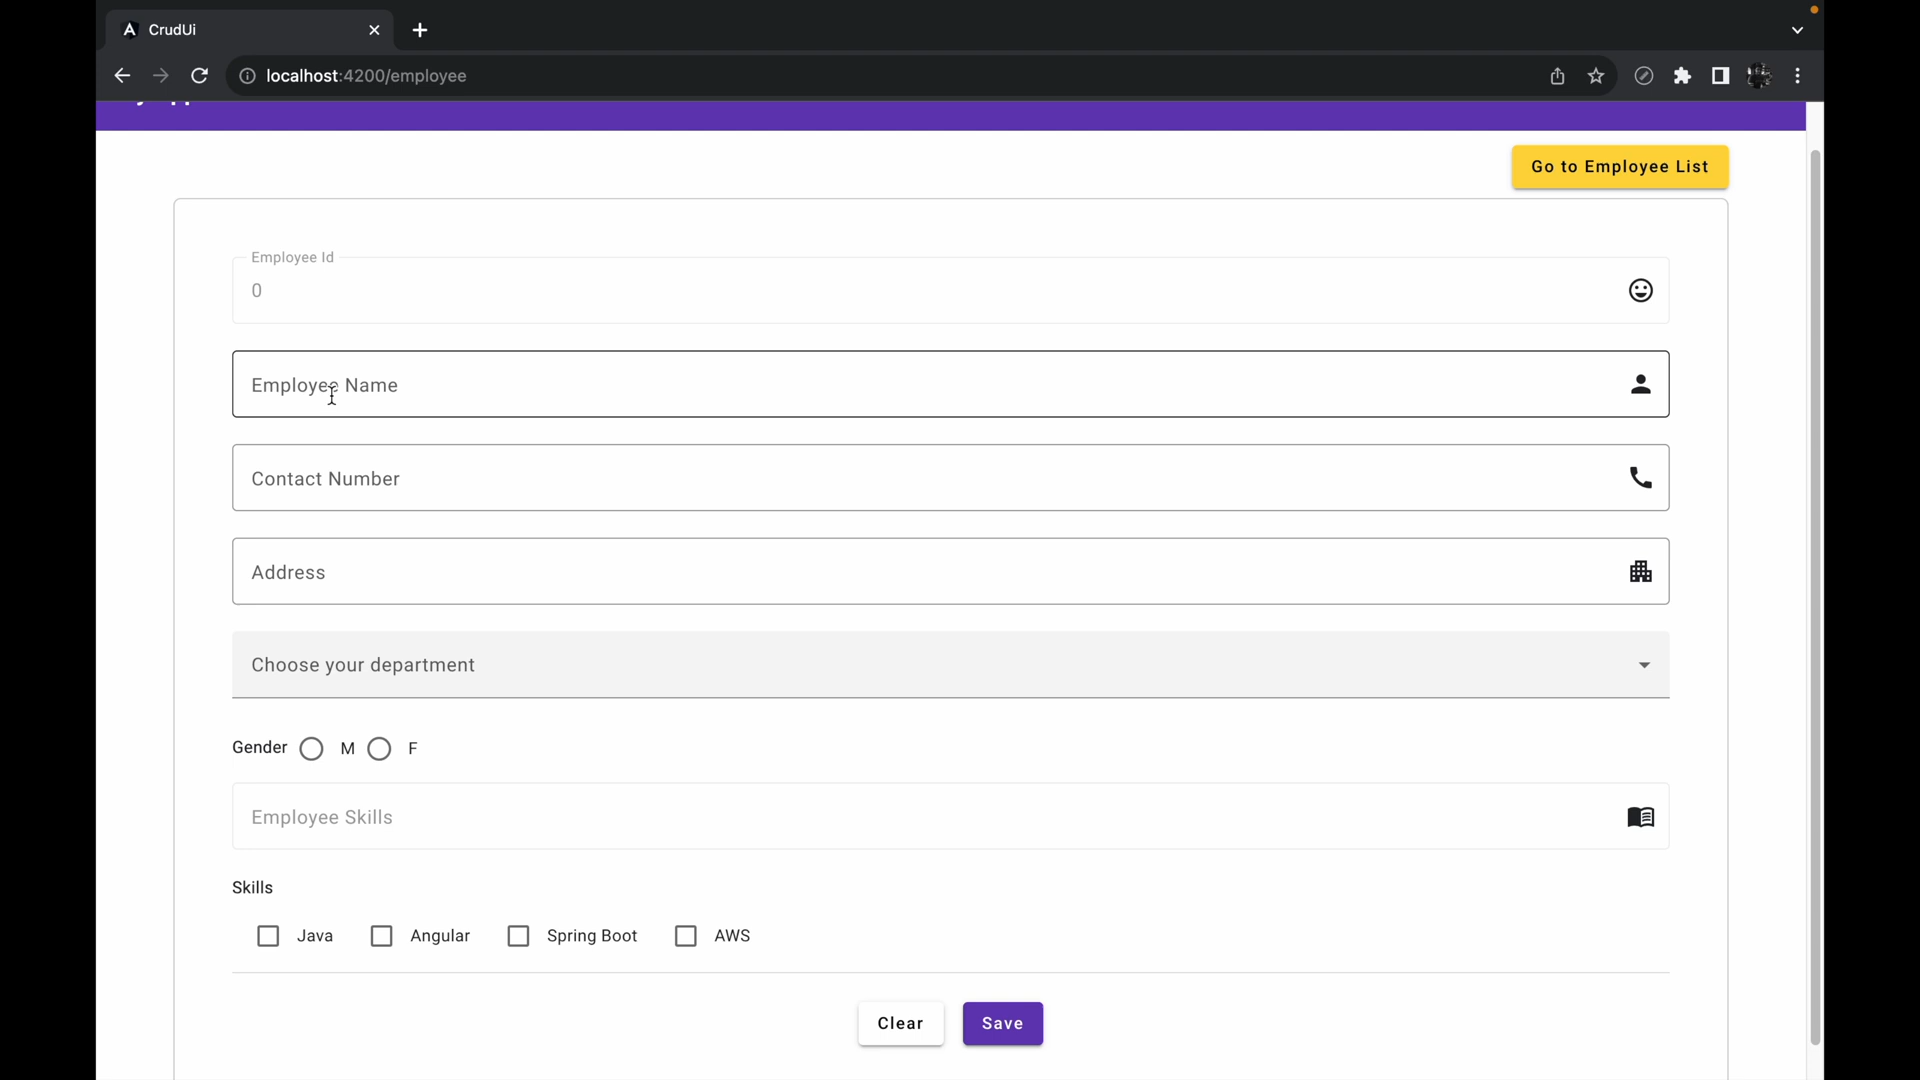 CrudUi
localhost:4200/employee
Go to Employee List
Employee Id
0
Employee Name
Contact Number
Address
Choose your department
Gender M F
Employee Skills
Skills
Java Angular Spring Boot AWS
Clear Save